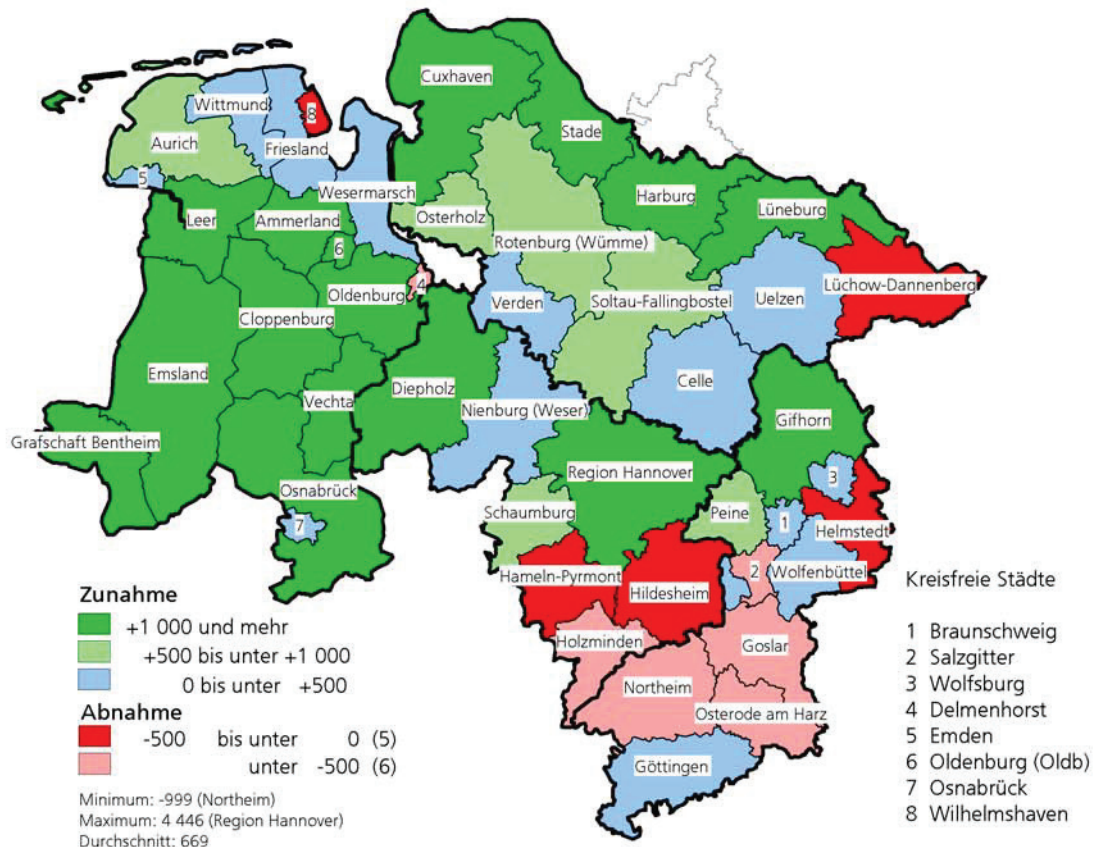 Cuxhaven
Wittmund
8
Stade
Aurich
Friesland
5
Wesermarsch
Harburg
Leer
Ammerland
Osterholz
Lüneburg
6
Rotenburg (Wümme)
4
Oldenburg
Lüchow-Dannenberg
Verden
Soltau-Fallingbostel
Uelzen
Cloppenburg
Emsland
Celle
Diepholz
Vechta
Nienburg (Weser)
Gifhorn
Grafschaft Bentheim
Region Hannover
3
Osnabrück
Schaumburg
Peine
7
1
Helmstedt
2
Wolfenbüttel
Hameln-Pyrmont
Hildesheim
Holzminden
Goslar
Northeim
Osterode am Harz
Göttingen
Zunahme
+1 000 und mehr
+500 bis unter +1 000
0 bis unter +500
Abnahme
-500 bis unter 0 (5)
unter -500 (6)
Minimum: -999 (Northeim)
Maximum: 4 446 (Region Hannover)
Durchschnitt: 669
Kreisfreie Städte
1 Braunschweig
2 Salzgitter
3 Wolfsburg
4 Delmenhorst
5 Emden
6 Oldenburg (Oldb)
7 Osnabrück
8 Wilhelmshaven